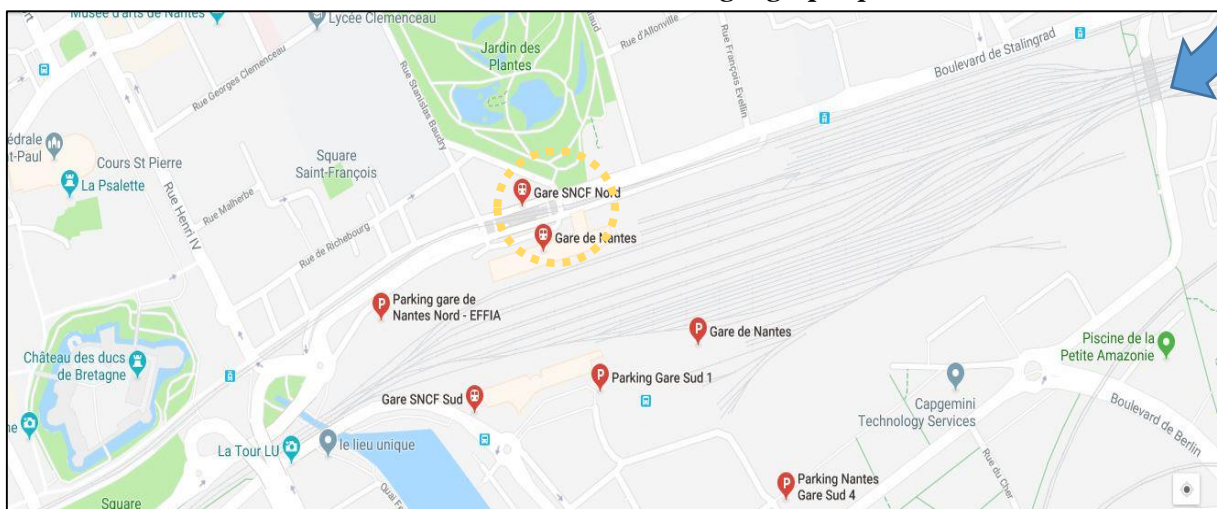 Musée d'arts de Nantes
Lycée Clemenceau
Jardin des
Plantes
Rue d'Allonville
Rue François Evellin
Boulevard de Stalingrad
Rue Georges Clemenceau
Rue Stanislas Baudry
Cours St Pierre
La Psalette
Square
Saint-François
Rue Malherbe
Rue Henri IV
Rue de Richebourg
Gare SNCF Nord
Gare de Nantes
Parking gare de
Nantes Nord - EFFIA
Gare de Nantes
Piscine de la
Petite Amazonie
Château des ducs
de Bretagne
Parking Gare Sud 1
Gare SNCF Sud
Capgemini
Technology Services
Boulevard de Berlin
La Tour LU
le lieu unique
Rue du Cher
Parking Nantes
Gare Sud 4
Square